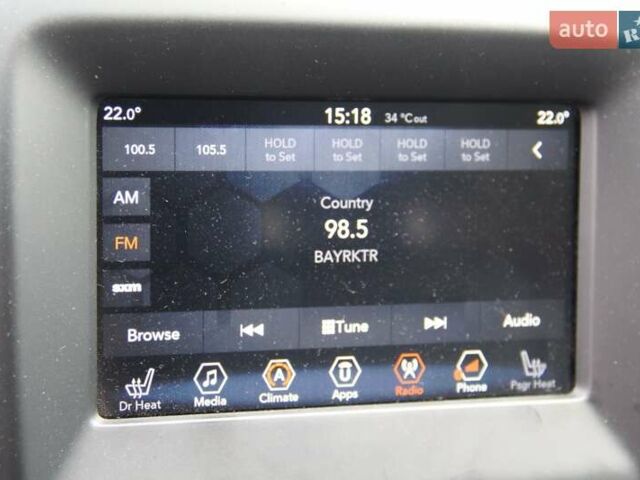 auto R
22.0° 15:18 34 °C out 22.0°
100.5 105.5 HOLD to Set HOLD to Set HOLD to Set HOLD to Set
AM
Country
98.5
FM
BAYRKTR
sxm
Browse Tune Audio
Dr Heat Media Climate Apps Radio Phone Psgr Heat